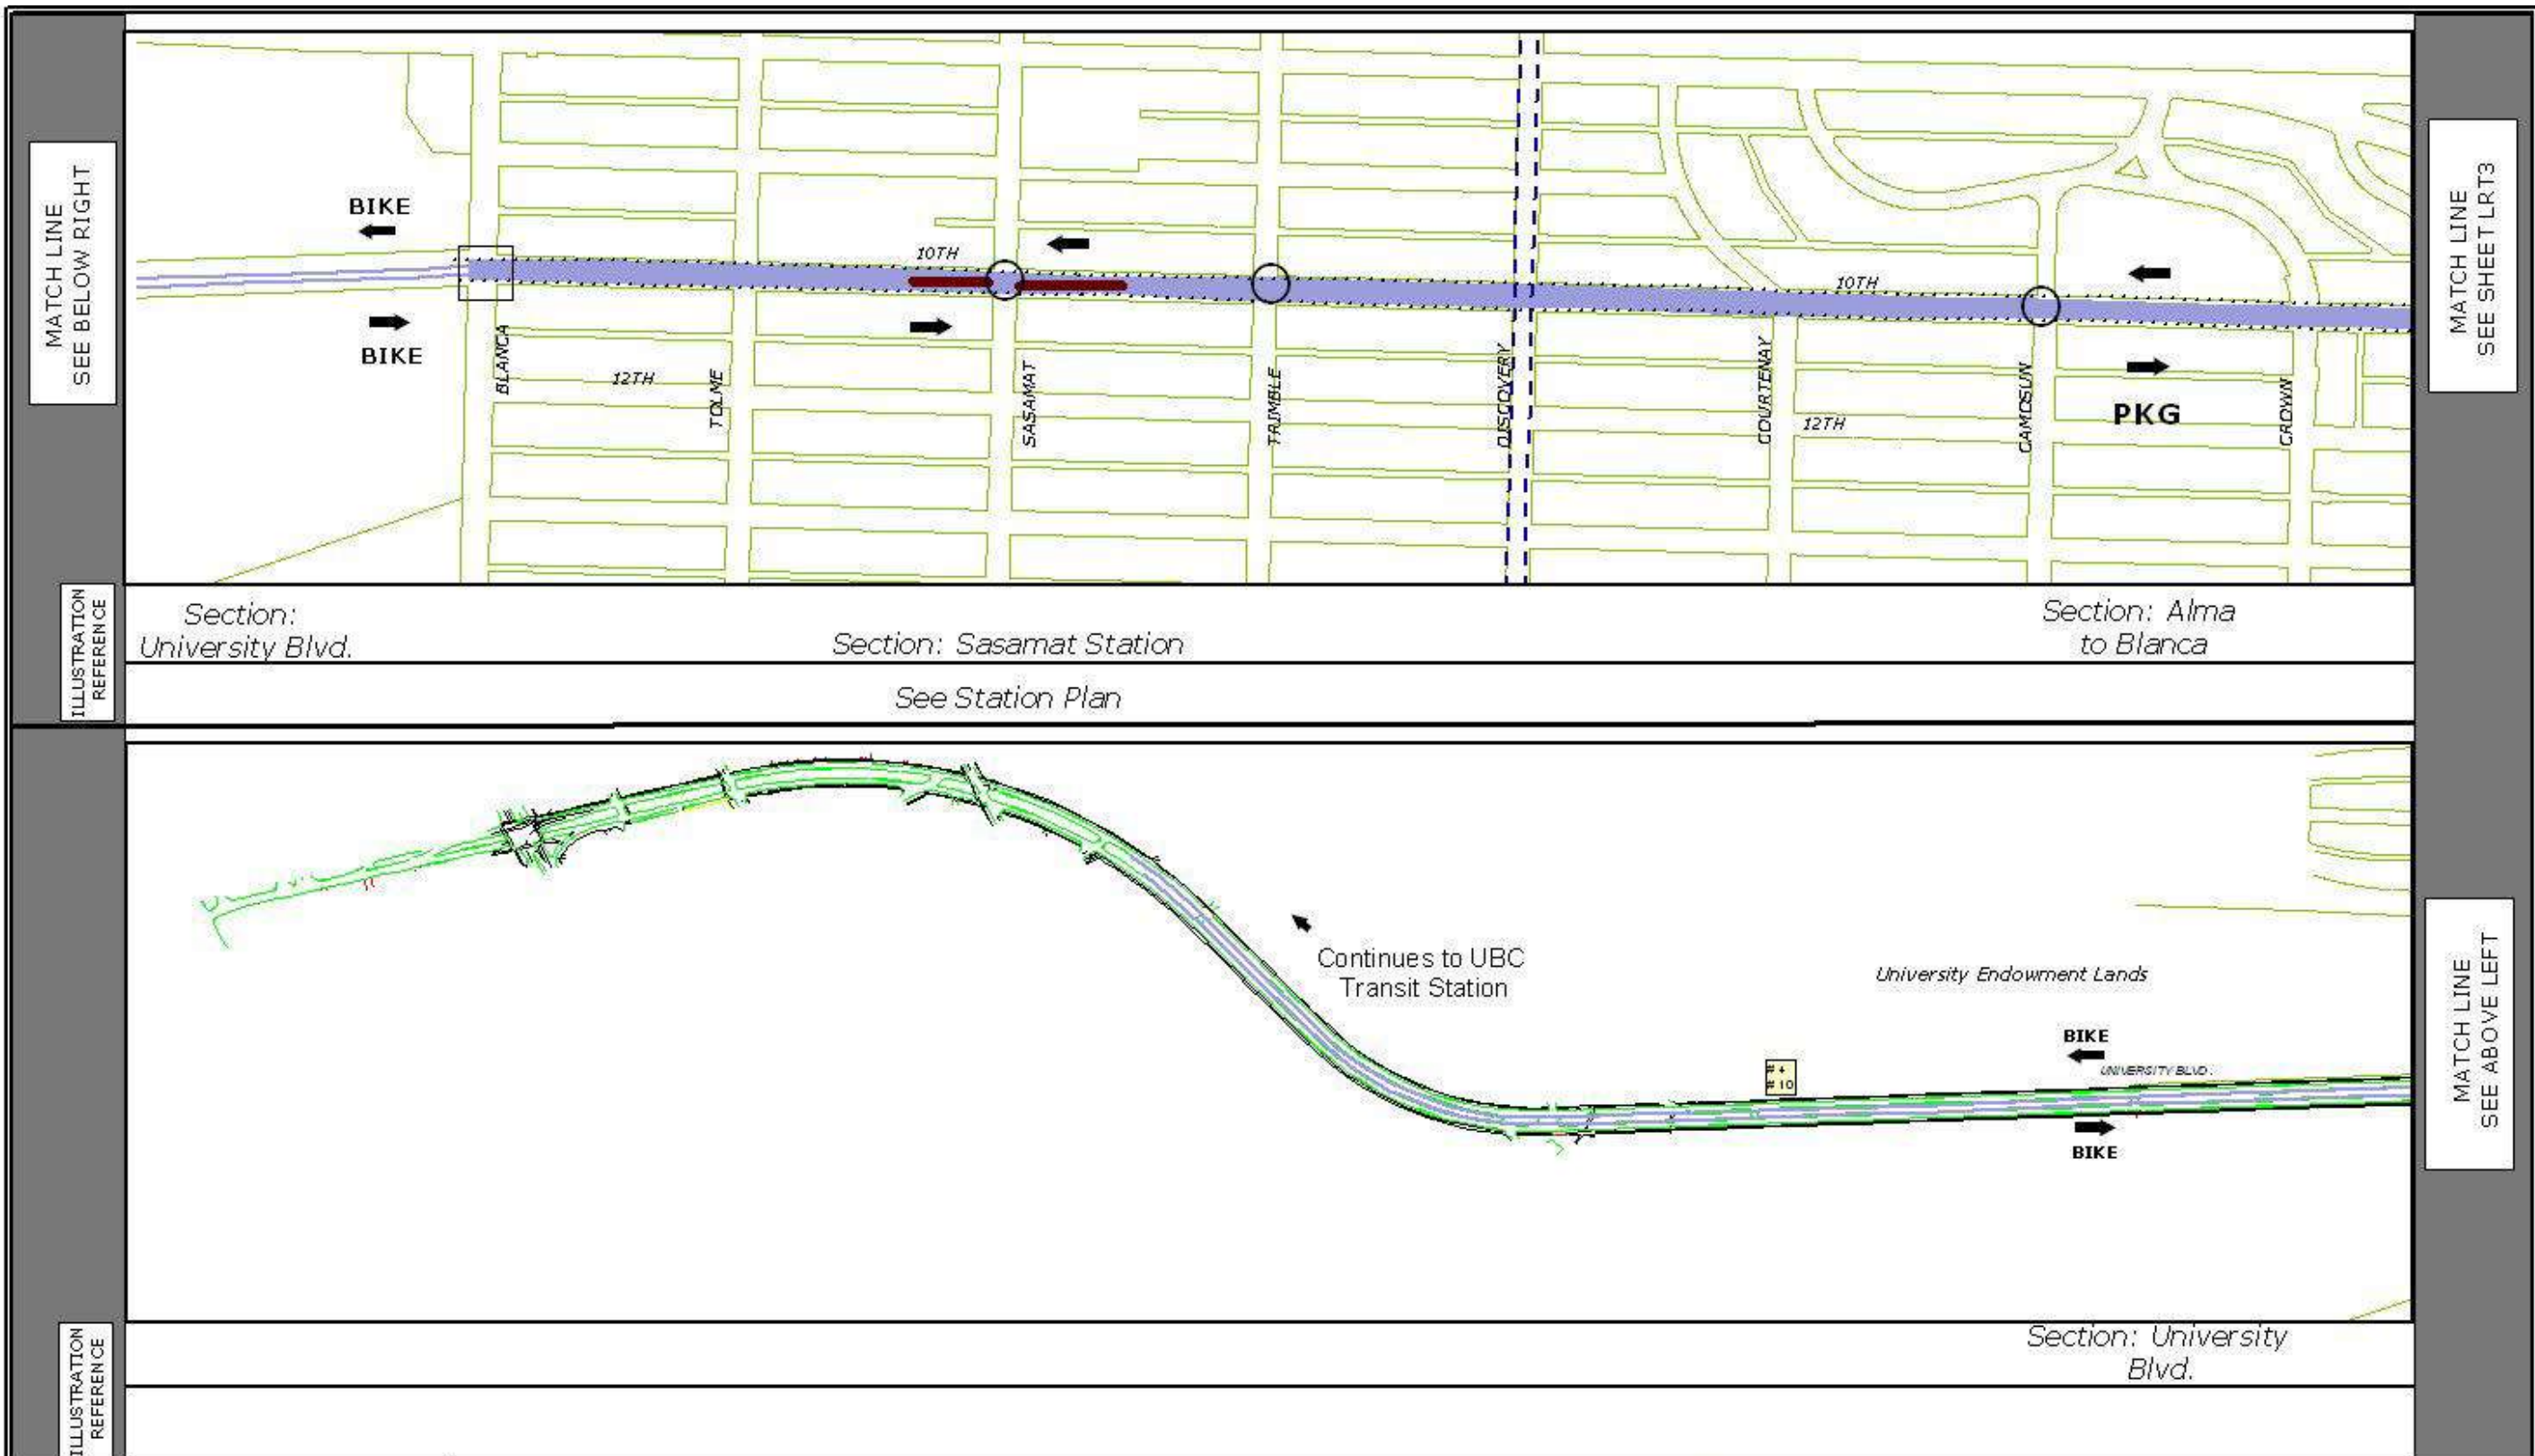 MATCH LINE
SEE BELOW RIGHT
BIKE
BIKE
10TH
10TH
12TH
12TH
BLANCA
TOLME
SASAMAT
TRIMBLE
DISCOVERY
COURTENAY
CAMOSUN
CROWN
PKG
MATCH LINE
SEE SHEET LRT3
ILLUSTRATION
REFERENCE
Section:
University Blvd.
Section: Sasamat Station
Section: Alma
to Blanca
See Station Plan
Continues to UBC
Transit Station
University Endowment Lands
BIKE
UNIVERSITY BLVD.
# 4
# 10
BIKE
MATCH LINE
SEE ABOVE LEFT
ILLUSTRATION
REFERENCE
Section: University
Blvd.